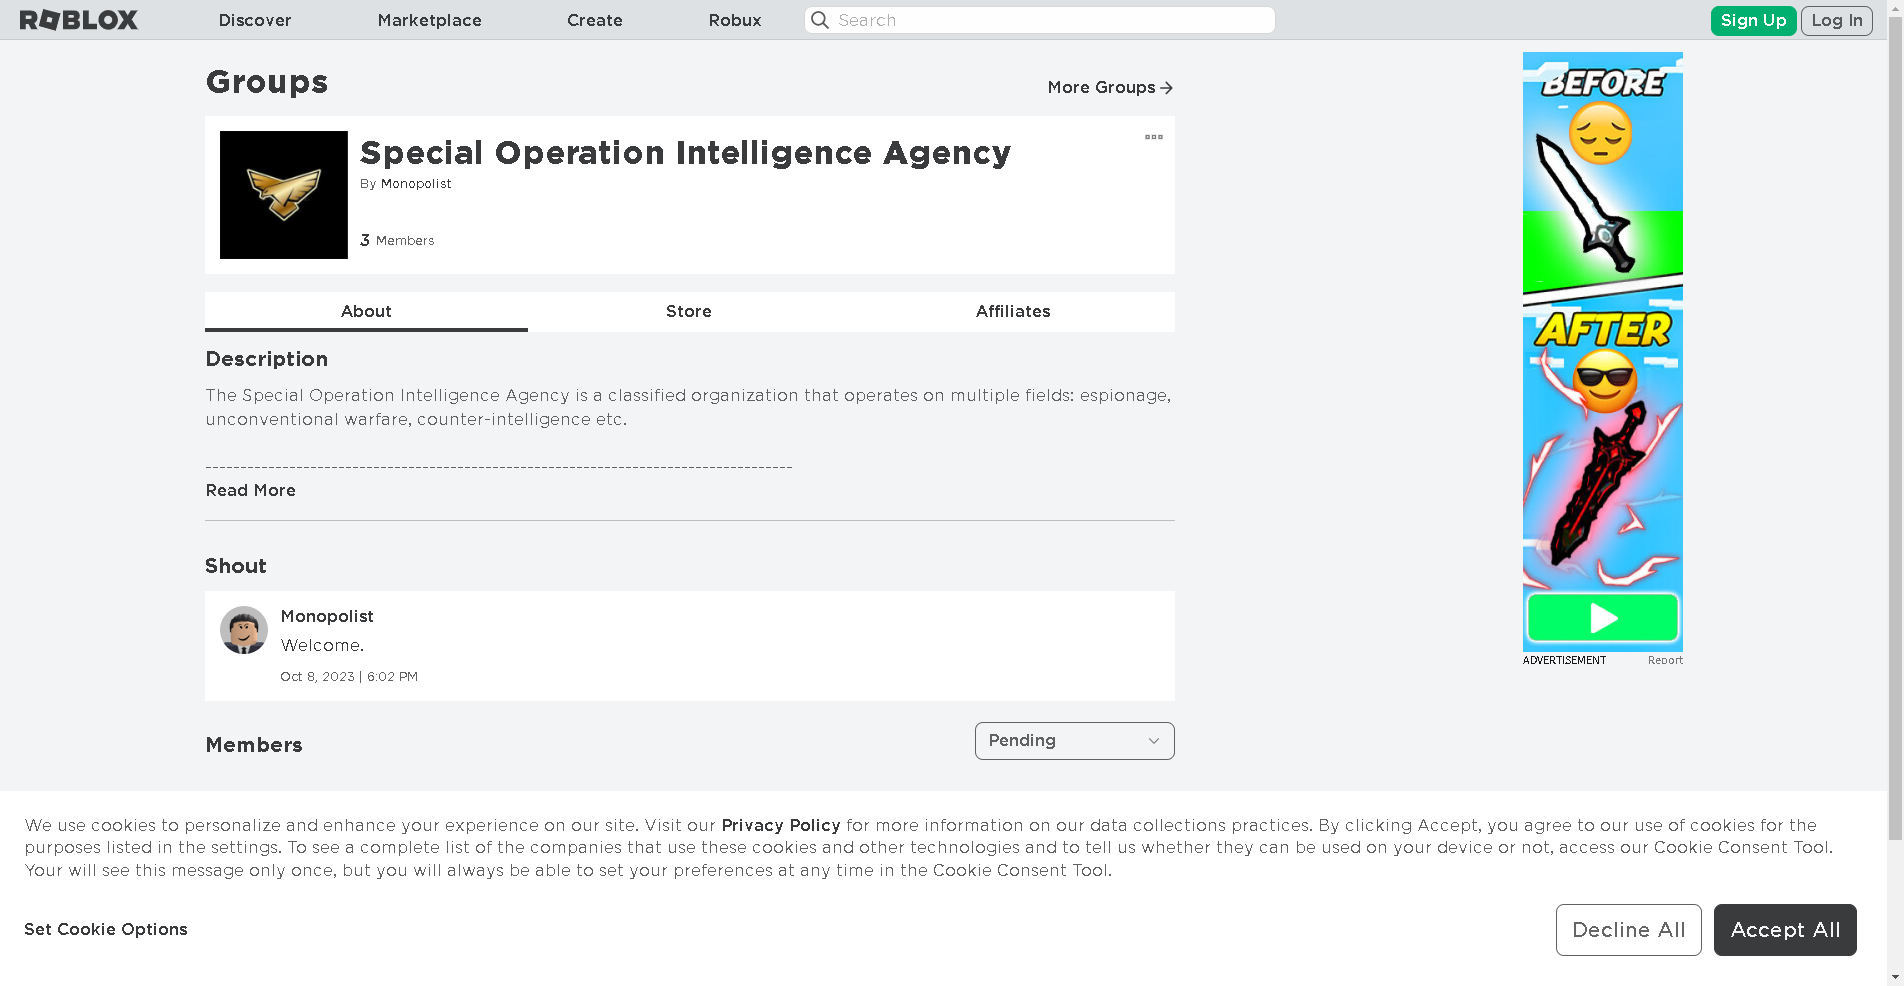 ROBLOX Discover Marketplace Create Robux Search Sign Up Log In
Groups
More Groups
Special Operation Intelligence Agency
By Monopolist
3 Members
About Store Affiliates
Description
The Special Operation Intelligence Agency is a classified organization that operates on multiple fields: espionage,
unconventional warfare, counter-intelligence etc.
------------------------------------------------------------------------------------
Read More
Shout
Monopolist
Welcome.
Oct 8, 2023 | 6:02 PM
Members
Pending
BEFORE
AFTER
ADVERTISEMENT Report
We use cookies to personalize and enhance your experience on our site. Visit our Privacy Policy for more information on our data collections practices. By clicking Accept, you agree to our use of cookies for the
purposes listed in the settings. To see a complete list of the companies that use these cookies and other technologies and to tell us whether they can be used on your device or not, access our Cookie Consent Tool.
Your will see this message only once, but you will always be able to set your preferences at any time in the Cookie Consent Tool.
Set Cookie Options
Decline All
Accept All